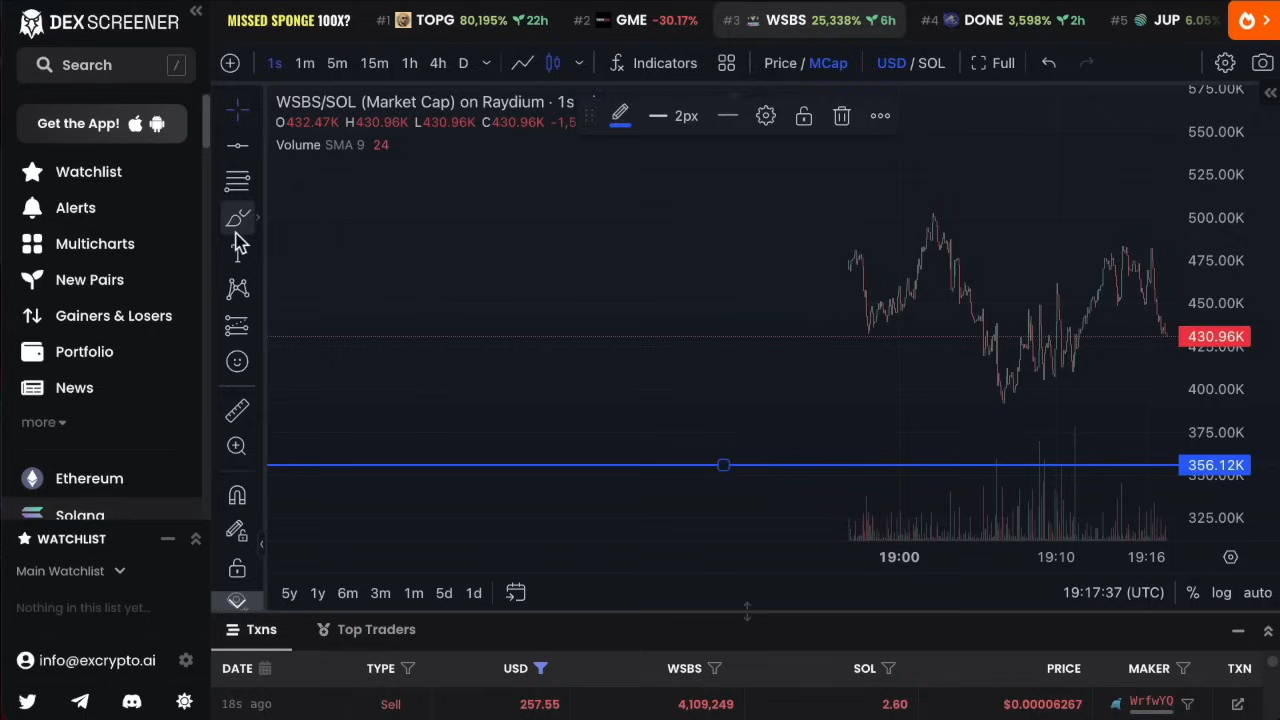 DEX SCREENER
MISSED SPONGE 100X?
#1 TOPG 80,195% 22h
#2 GME -30.17%
#3 WSBS 25,338% 6h
#4 DONE 3,598% 2h
#5 JUP 6.05%
Search /
1s 1m 5m 15m 1h 4h D
Indicators
Price / MCap
USD / SOL
Full
Get the App!
Watchlist
Alerts
Multicharts
New Pairs
Gainers & Losers
Portfolio
News
more
Ethereum
Solana
WATCHLIST
Main Watchlist
Nothing in this list yet...
info@excrypto.ai
WSBS/SOL (Market Cap) on Raydium · 1s
O432.47K H430.96K L430.96K C430.96K -1,5
Volume SMA 9 24
2px
575.00K
550.00K
525.00K
500.00K
475.00K
450.00K
430.96K
425.00K
400.00K
375.00K
356.12K
350.00K
325.00K
19:00 19:10 19:16
5y 1y 6m 3m 1m 5d 1d
19:17:37 (UTC) % log auto
Txns Top Traders
DATE TYPE USD WSBS SOL PRICE MAKER TXN
18s ago Sell 257.55 4,109,249 2.60 $0.00006267 WrfwYQ